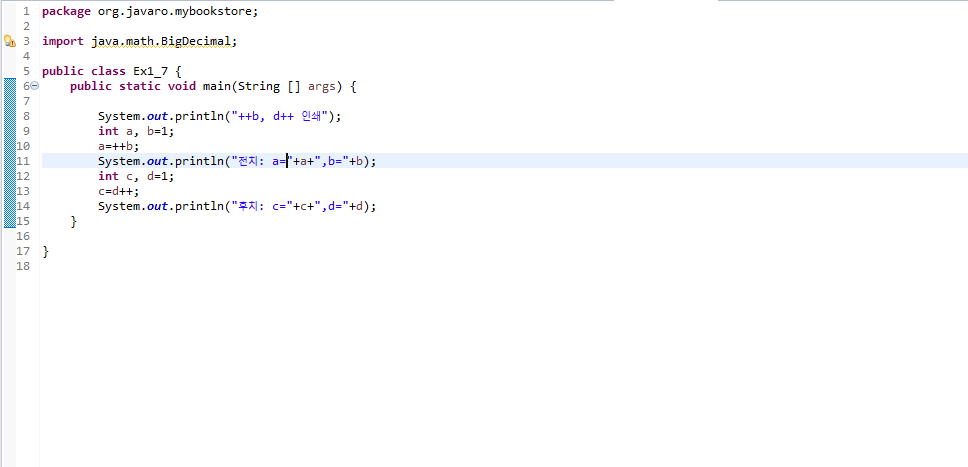 1 package org.javaro.mybookstore;
2
3 import java.math.BigDecimal;
4
5 public class Ex1_7 {
6 public static void main(String [] args) {
7
8 System.out.println("++b, d++ 인쇄");
9 int a, b=1;
10 a=++b;
11 System.out.println("전치: a="+a+",b="+b);
12 int c, d=1;
13 c=d++;
14 System.out.println("후치: c="+c+",d="+d);
15 }
16
17 }
18